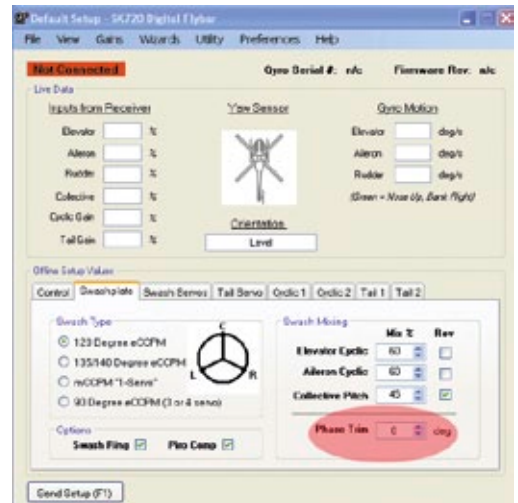 Default Setup - SK720 Digital Flybar
File View Gains Wizards Utility Preferences Help
Not Connected Gyro Serial #: n/c Firmware Rev: n/c
Live Data
Inputs from Receiver Yaw Sensor Gyro Motion
Elevator % Elevator deg/s
Aileron % Aileron deg/s
Rudder % Rudder deg/s
Collective % (Green = Nose Up, Bank Right)
Cyclic Gain % Orientation
Tail Gain % Level
Offline Setup Values
Control Swashplate Swash Servos Tail Servo Cyclic 1 Cyclic 2 Tail 1 Tail 2
Swash Type C Swash Mixing
Mix % Rev
120 Degree eCCPM Elevator Cyclic 60
135/140 Degree eCCPM L R Aileron Cyclic 60
mCCPM "1-Servo" Collective Pitch 45
90 Degree eCCPM (3 or 4 servo)
Options Phase Trim 0 deg
Swash Ring Piro Comp
Send Setup (F1)